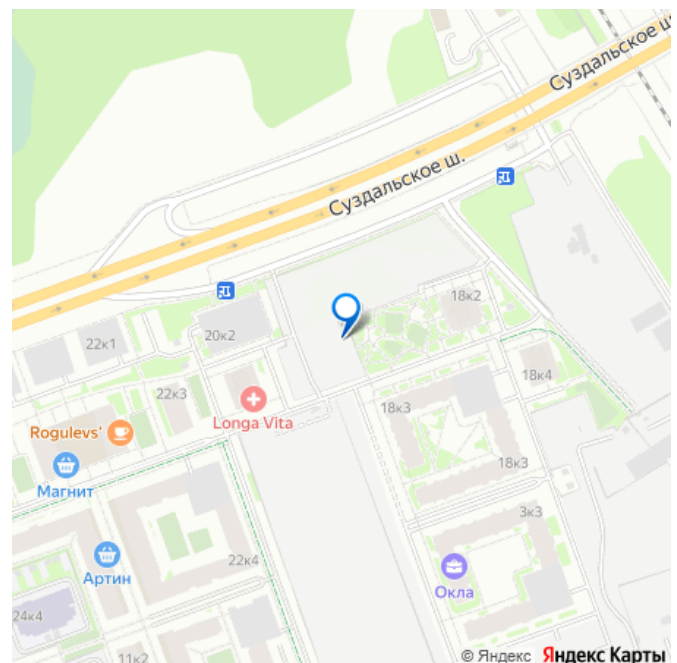 Суздальское ш
Суздальское ш.
18к2
20к2
22к1
18к4
22к3
18к3
Longa Vita
Rogulevs'
18к3
Магнит
3к3
22к4
Артин
Окла
24к4
11к2
© Яндекс Яндекс Карты